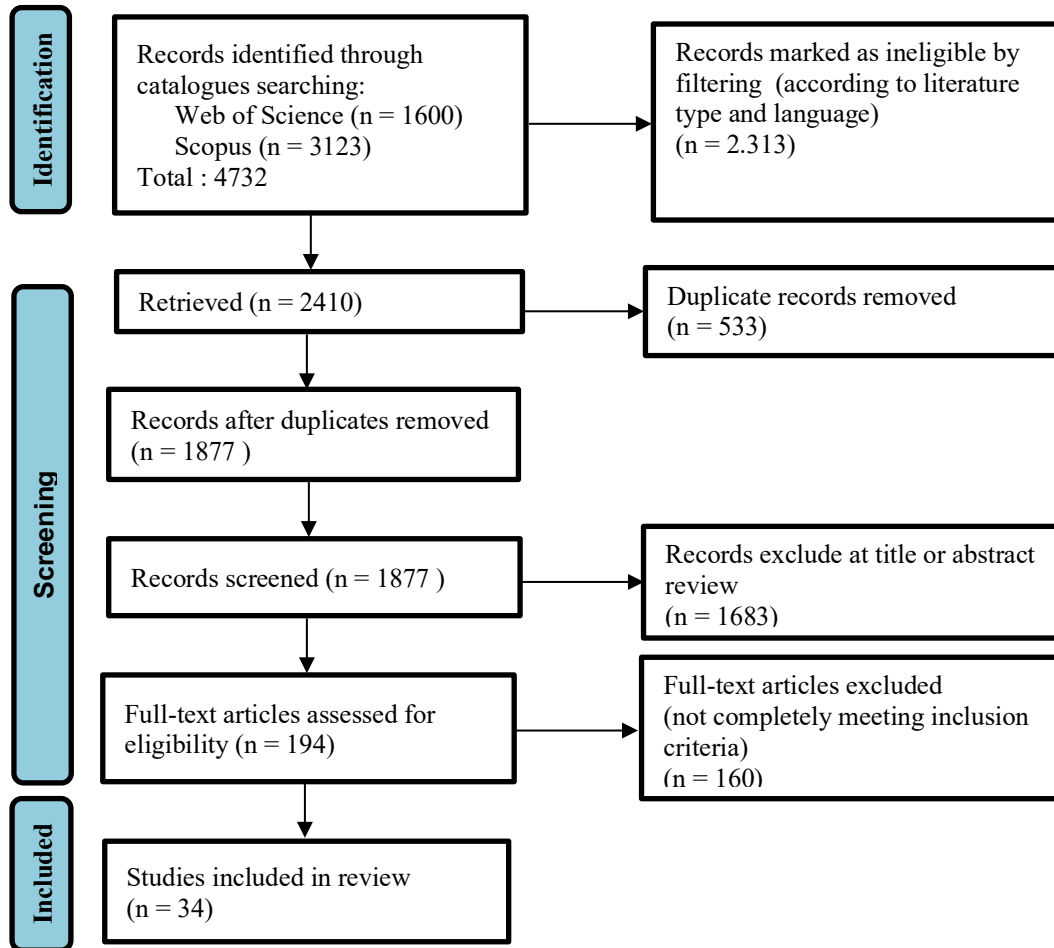 Identification
Records identified through
catalogues searching:
Web of Science (n = 1600)
Scopus (n = 3123)
Total : 4732
Records marked as ineligible by
filtering (according to literature
type and language)
(n = 2.313)
Screening
Retrieved (n = 2410)
Duplicate records removed
(n = 533)
Records after duplicates removed
(n = 1877 )
Records screened (n = 1877 )
Records exclude at title or abstract
review
(n = 1683)
Full-text articles assessed for
eligibility (n = 194)
Full-text articles excluded
(not completely meeting inclusion
criteria)
(n = 160)
Included
Studies included in review
(n = 34)